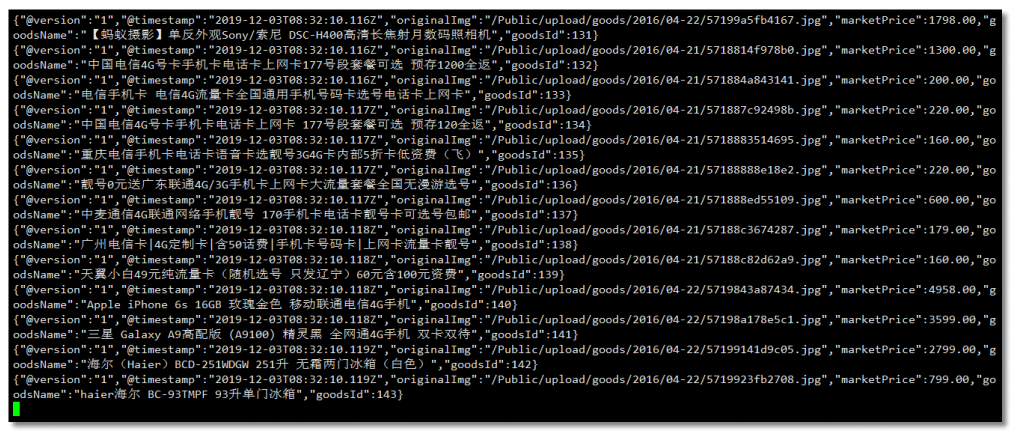 {"@version":"1","@timestamp":"2019-12-03T08:32:10.116Z","originalImg":"/Public/upload/goods/2016/04-22/57199a5fb4167.jpg","marketPrice":1798.00,"g
oodsName":"【蚂蚁摄影】单反外观Sony/索尼 DSC-H400高清长焦射月数码照相机","goodsId":131}
{"@version":"1","@timestamp":"2019-12-03T08:32:10.116Z","originalImg":"/Public/upload/goods/2016/04-21/5718814f978b0.jpg","marketPrice":1300.00,"g
oodsName":"中国电信4G号卡手机卡电话卡上网卡177号段套餐可选 预存1200全返","goodsId":132}
{"@version":"1","@timestamp":"2019-12-03T08:32:10.116Z","originalImg":"/Public/upload/goods/2016/04-21/571884a843141.jpg","marketPrice":200.00,"go
odsName":"电信手机卡 电信4G流量卡全国通用手机号码卡选号电话卡上网卡","goodsId":133}
{"@version":"1","@timestamp":"2019-12-03T08:32:10.117Z","originalImg":"/Public/upload/goods/2016/04-21/571887c92498b.jpg","marketPrice":220.00,"go
odsName":"中国电信4G号卡手机卡电话卡上网卡 177号段套餐可选 预存120全返","goodsId":134}
{"@version":"1","@timestamp":"2019-12-03T08:32:10.117Z","originalImg":"/Public/upload/goods/2016/04-21/5718883514695.jpg","marketPrice":160.00,"go
odsName":"重庆电信手机卡电话卡语音卡选靓号3G4G卡内部5折卡低资费（飞）","goodsId":135}
{"@version":"1","@timestamp":"2019-12-03T08:32:10.117Z","originalImg":"/Public/upload/goods/2016/04-21/57188888e18e2.jpg","marketPrice":220.00,"go
odsName":"靓号0元送广东联通4G/3G手机卡上网卡大流量套餐全国无漫游选号","goodsId":136}
{"@version":"1","@timestamp":"2019-12-03T08:32:10.117Z","originalImg":"/Public/upload/goods/2016/04-21/571888ed55109.jpg","marketPrice":600.00,"go
odsName":"中麦通信4G联通网络手机靓号 170手机卡电话卡靓号卡可选号包邮","goodsId":137}
{"@version":"1","@timestamp":"2019-12-03T08:32:10.118Z","originalImg":"/Public/upload/goods/2016/04-21/57188c3674287.jpg","marketPrice":179.00,"go
odsName":"广州电信卡|4G定制卡|含50话费|手机卡号码卡|上网卡流量卡靓号","goodsId":138}
{"@version":"1","@timestamp":"2019-12-03T08:32:10.118Z","originalImg":"/Public/upload/goods/2016/04-21/57188c82d62a9.jpg","marketPrice":160.00,"go
odsName":"天翼小白49元纯流量卡（随机选号 只发辽宁）60元含100元资费","goodsId":139}
{"@version":"1","@timestamp":"2019-12-03T08:32:10.118Z","originalImg":"/Public/upload/goods/2016/04-22/5719843a87434.jpg","marketPrice":4958.00,"g
oodsName":"Apple iPhone 6s 16GB 玫瑰金色 移动联通电信4G手机","goodsId":140}
{"@version":"1","@timestamp":"2019-12-03T08:32:10.118Z","originalImg":"/Public/upload/goods/2016/04-22/57198a178e5c1.jpg","marketPrice":3599.00,"g
oodsName":"三星 Galaxy A9高配版 (A9100) 精灵黑 全网通4G手机 双卡双待","goodsId":141}
{"@version":"1","@timestamp":"2019-12-03T08:32:10.119Z","originalImg":"/Public/upload/goods/2016/04-22/57199141d9c05.jpg","marketPrice":2799.00,"g
oodsName":"海尔（Haier）BCD-251WDGW 251升 无霜两门冰箱（白色）","goodsId":142}
{"@version":"1","@timestamp":"2019-12-03T08:32:10.119Z","originalImg":"/Public/upload/goods/2016/04-22/5719923fb2708.jpg","marketPrice":799.00,"go
odsName":"haier海尔 BC-93TMPF 93升单门冰箱","goodsId":143}